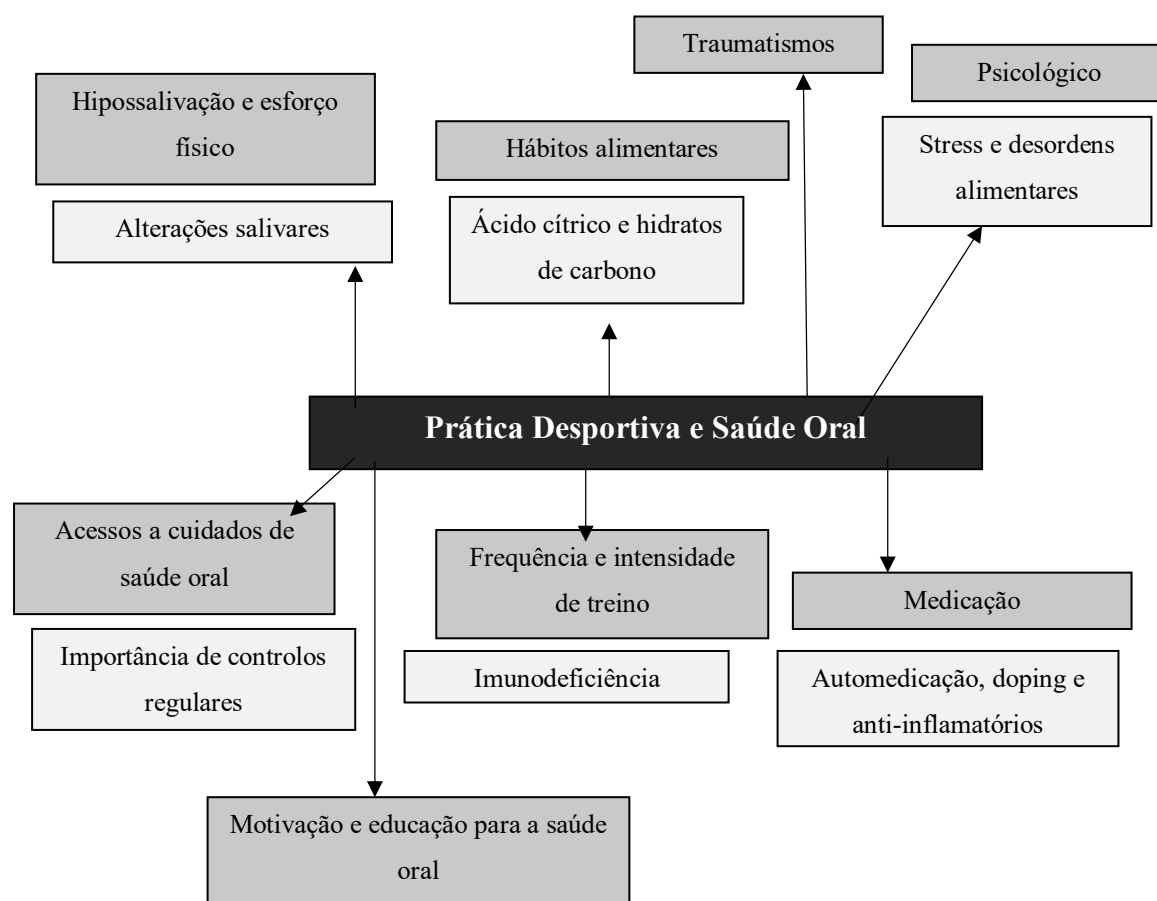 Traumatismos
Psicológico
Stress e desordens
alimentares
Hipossalivação e esforço
físico
Alterações salivares
Hábitos alimentares
Ácido cítrico e hidratos
de carbono
Prática Desportiva e Saúde Oral
Acessos a cuidados de
saúde oral
Importância de controlos
regulares
Frequência e intensidade
de treino
Imunodeficiência
Medicação
Automedicação, doping e
anti-inflamatórios
Motivação e educação para a saúde
oral